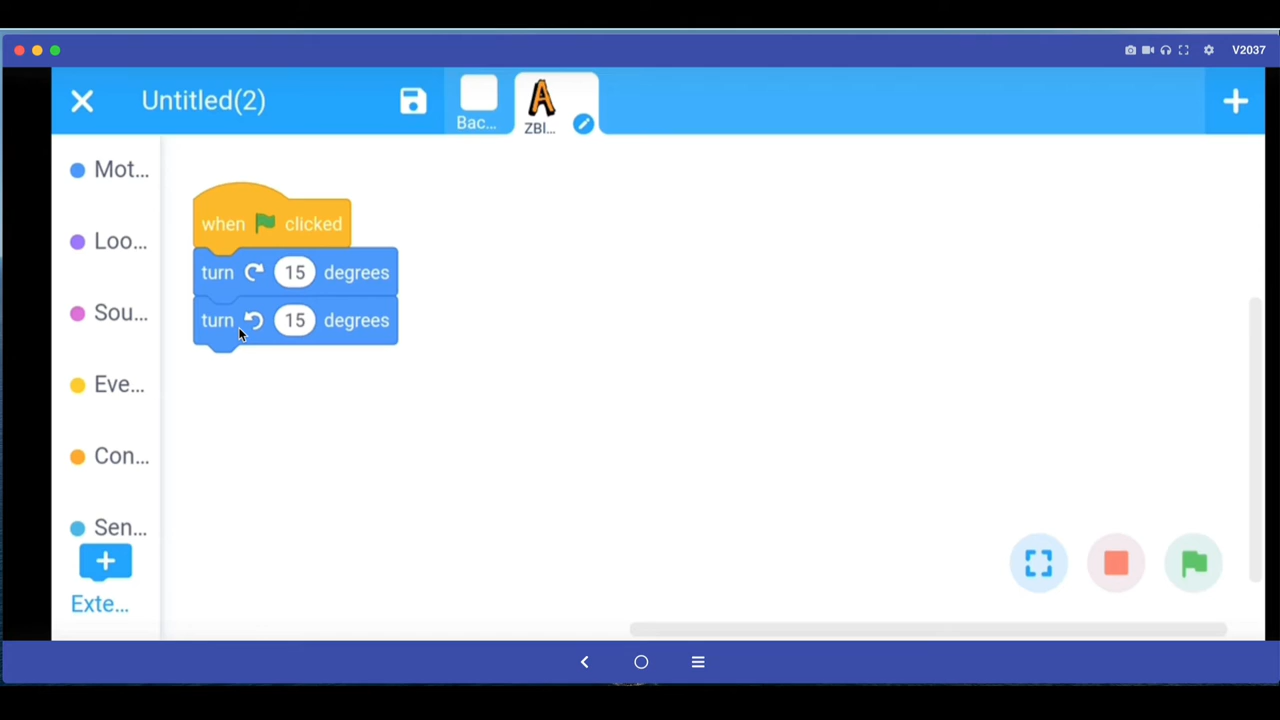 V2037
Untitled(2)
Bac...
A
ZBl...
Mot...
Loo...
Sou...
Eve...
Con...
Sen...
Exte...
when clicked
turn 15 degrees
turn 15 degrees